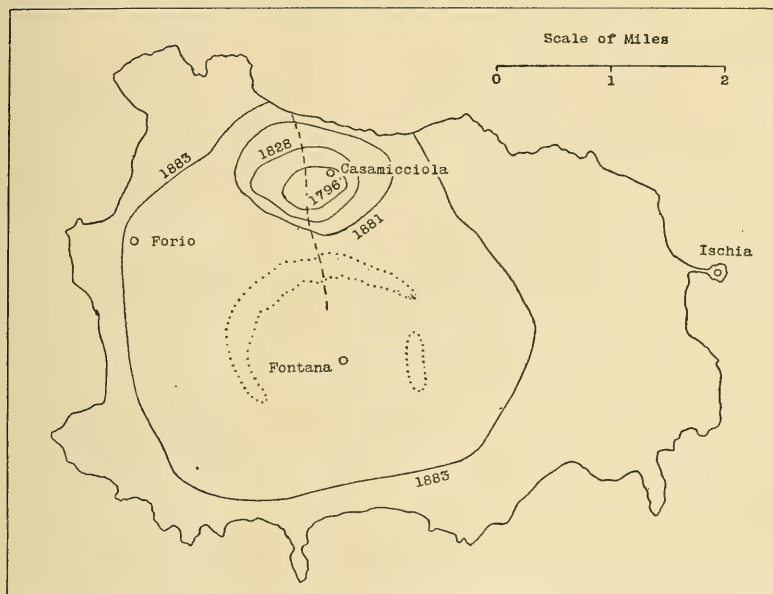 Scale of Miles
0 1 2
1883
1828
Casamicciola
1796
1881
Forio
Ischia
Fontana
1883